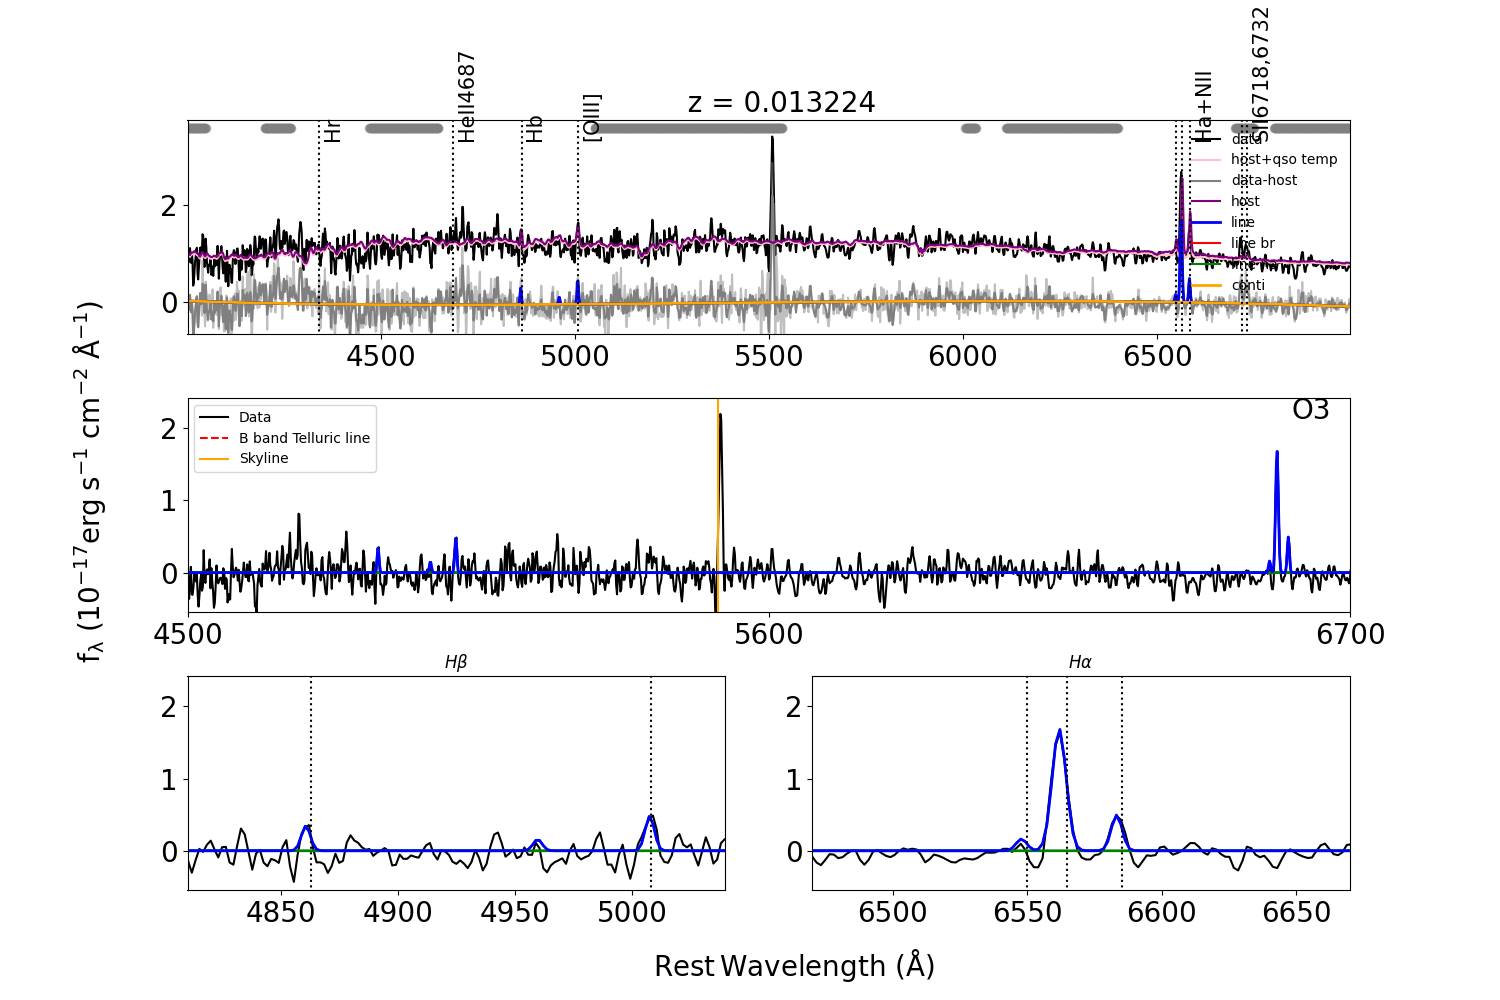 z = 0.013224
Hr
HeII4687
Hb
[OIII]
Ha+NII
SII6718,6732
data
host+qso temp
data-host
host
line
line br
conti
2
0
4500 5000 5500 6000 6500
Data
B band Telluric line
Skyline
O3
2
1
0
4500 5600 6700
fλ (10⁻¹⁷erg s⁻¹ cm⁻² Å⁻¹)
Hβ
2
1
0
4850 4900 4950 5000
Hα
2
1
0
6500 6550 6600 6650
Rest Wavelength (Å)